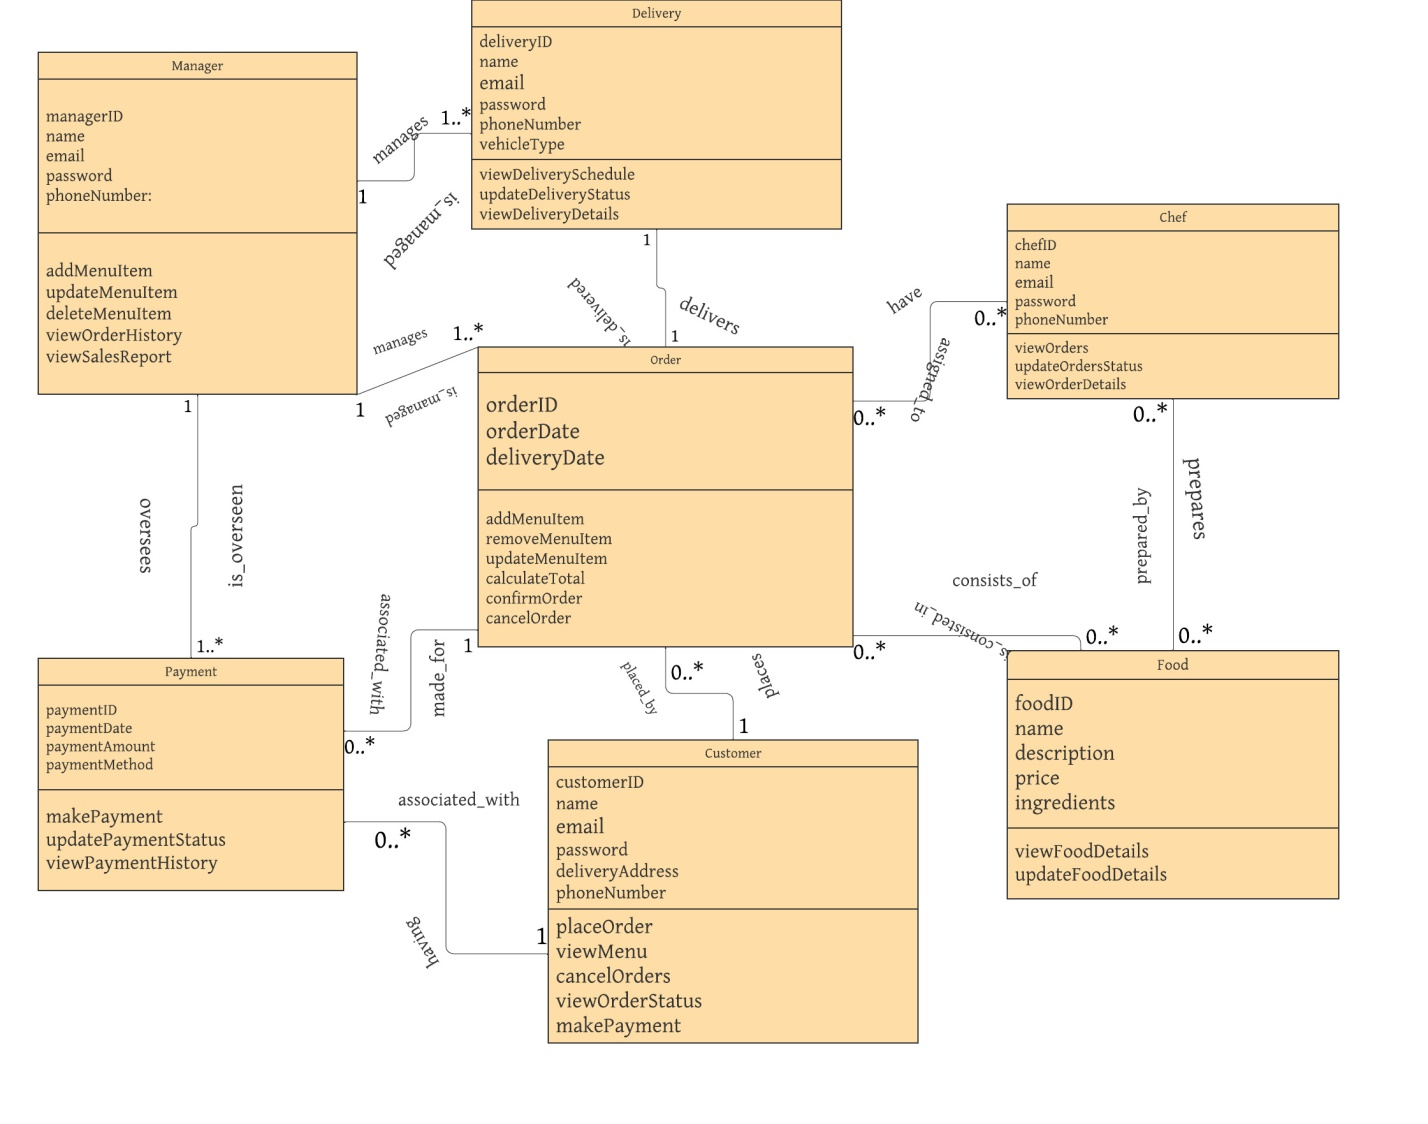 Delivery
deliveryID
name
email
password
phoneNumber
vehicleType
viewDeliverySchedule
updateDeliveryStatus
viewDeliveryDetails
Manager
managerID
name
email
password
phoneNumber:
addMenuItem
updateMenuItem
deleteMenuItem
viewOrderHistory
viewSalesReport
manages
1..*
1
is_managed
1
is_delivered
delivers
1
Chef
chefID
name
email
password
phoneNumber
viewOrders
updateOrdersStatus
viewOrderDetails
have
0..*
assigned_to
0..*
manages
1..*
1
is_managed
Order
orderID
orderDate
deliveryDate
addMenuItem
removeMenuItem
updateMenuItem
calculateTotal
confirmOrder
cancelOrder
1
oversees
is_overseen
1..*
0..*
prepared_by
prepares
0..*
consists_of
is_consisted_in
0..*
0..*
associated_with
made_for
1
0..*
placed_by
0..*
places
1
Payment
paymentID
paymentDate
paymentAmount
paymentMethod
makePayment
updatePaymentStatus
viewPaymentHistory
associated_with
0..*
having
1
Customer
customerID
name
email
password
deliveryAddress
phoneNumber
placeOrder
viewMenu
cancelOrders
viewOrderStatus
makePayment
Food
foodID
name
description
price
ingredients
viewFoodDetails
updateFoodDetails